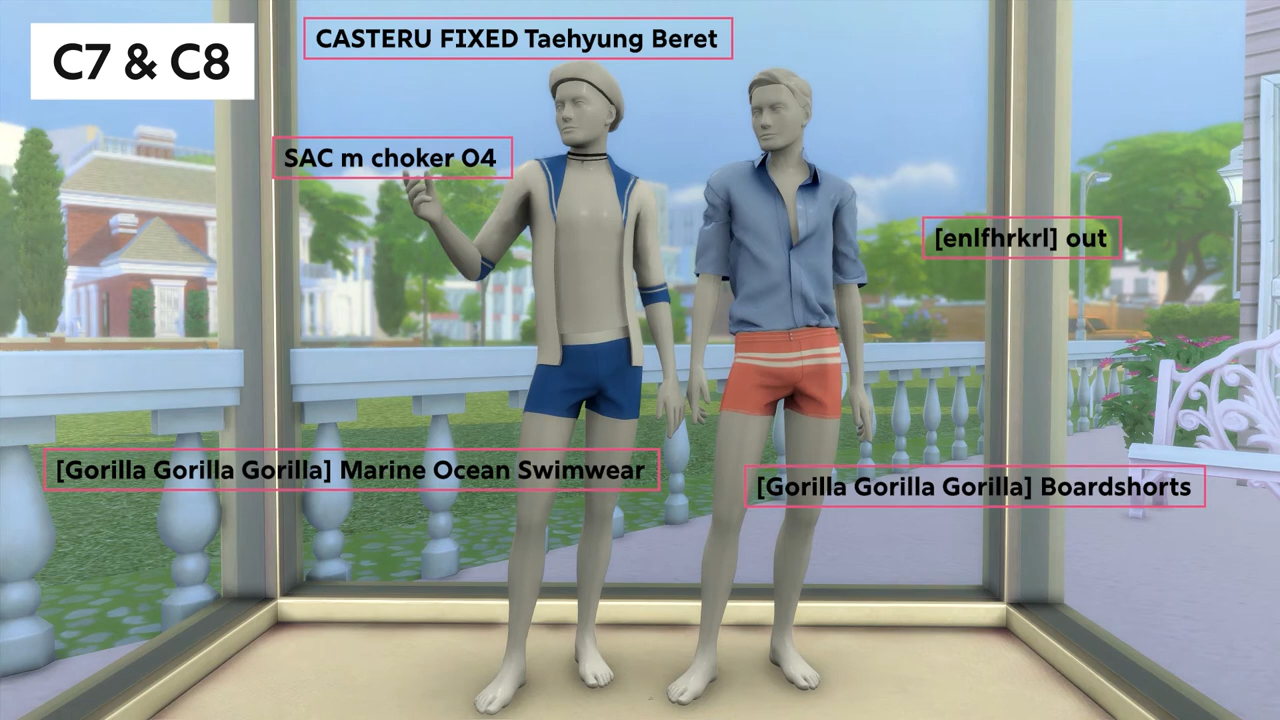 C7 & C8
CASTERU FIXED Taehyung Beret
SAC m choker 04
[enlfhrkrl] out
[Gorilla Gorilla Gorilla] Marine Ocean Swimwear
[Gorilla Gorilla Gorilla] Boardshorts